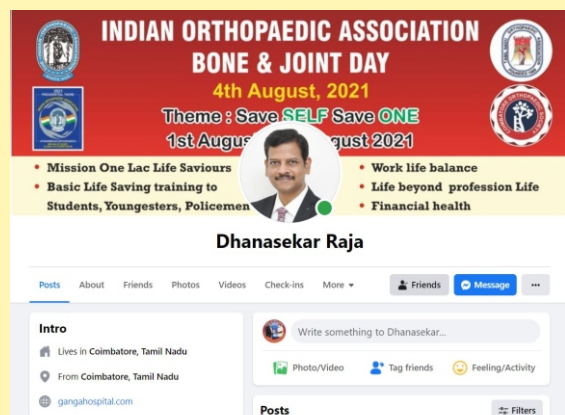 INDIAN ORTHOPAEDIC ASSOCIATION
BONE & JOINT DAY
4th August, 2021
Theme : Save SELF Save ONE
1st Augu gust 2021
• Mission One Lac Life Saviours
• Basic Life Saving training to
Students, Youngesters, Policemen
• Work life balance
• Life beyond profession Life
• Financial health
Dhanasekar Raja
Posts About Friends Photos Videos Check-ins More Friends Message ...
Intro
Lives in Coimbatore, Tamil Nadu
From Coimbatore, Tamil Nadu
gangahospital.com
Write something to Dhanasekar...
Photo/Video Tag friends Feeling/Activity
Posts Filters